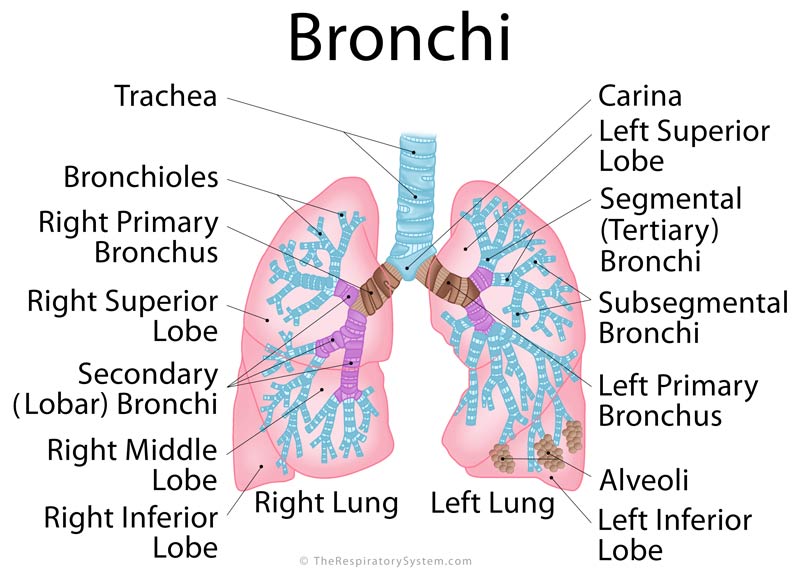 Bronchi
Trachea
Bronchioles
Right Primary
Bronchus
Right Superior
Lobe
Secondary
(Lobar) Bronchi
Right Middle
Lobe
Right Inferior
Lobe
Carina
Left Superior
Lobe
Segmental
(Tertiary)
Bronchi
Subsegmental
Bronchi
Left Primary
Bronchus
Alveoli
Left Inferior
Lobe
Right Lung
Left Lung
© TheRespiratorySystem.com